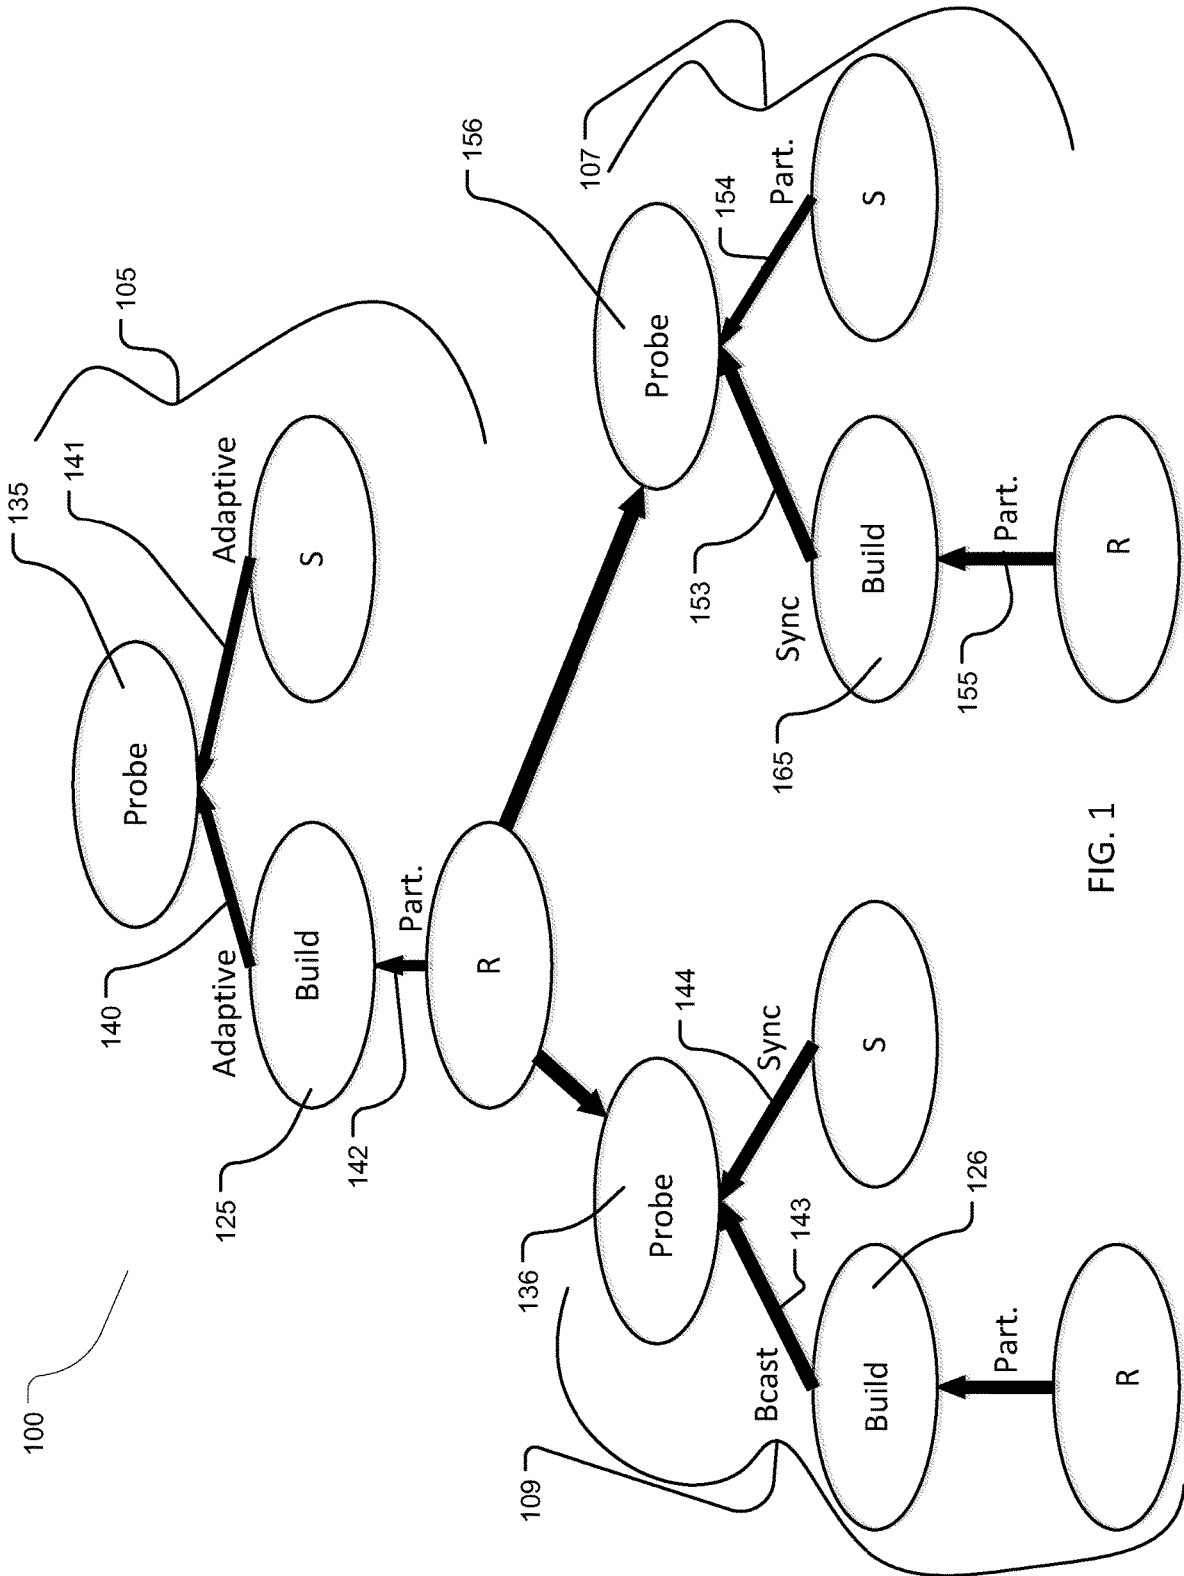 100
135
Probe
105
140
141
Adaptive
Adaptive
125
Build
S
142
Part.
R
136
Probe
156
Probe
107
109
Bcast
143
144
Sync
153
Sync
154
Part.
126
Build
S
165
Build
S
Part.
155
Part.
R
R
FIG. 1